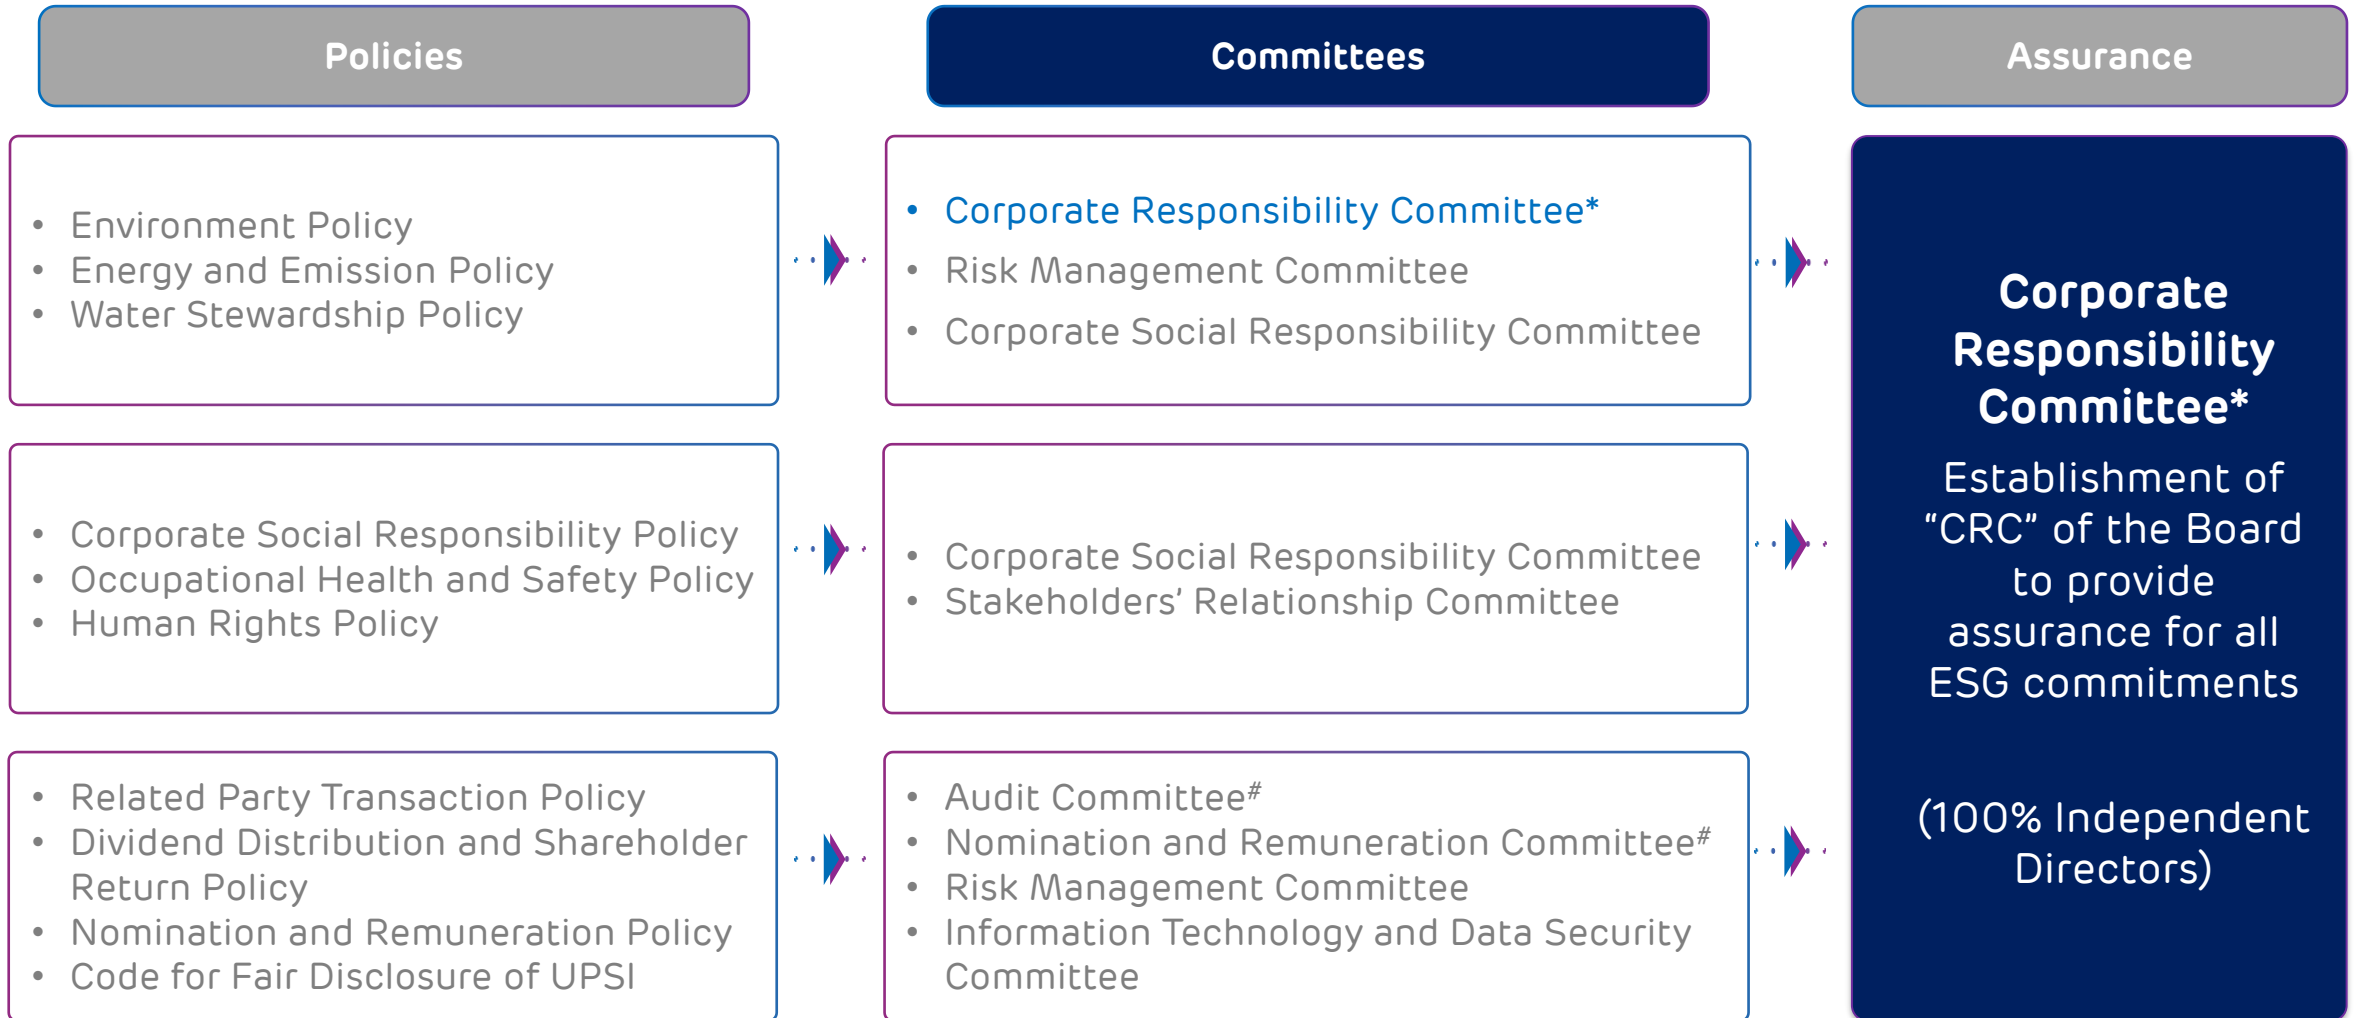 Policies
Committees
Assurance
• Environment Policy
• Energy and Emission Policy
• Water Stewardship Policy
• Corporate Responsibility Committee*
• Risk Management Committee
• Corporate Social Responsibility Committee
• Corporate Social Responsibility Policy
• Occupational Health and Safety Policy
• Human Rights Policy
• Corporate Social Responsibility Committee
• Stakeholders’ Relationship Committee
• Related Party Transaction Policy
• Dividend Distribution and Shareholder
Return Policy
• Nomination and Remuneration Policy
• Code for Fair Disclosure of UPSI
• Audit Committee#
• Nomination and Remuneration Committee#
• Risk Management Committee
• Information Technology and Data Security
Committee
Corporate
Responsibility
Committee*
Establishment of
“CRC” of the Board
to provide
assurance for all
ESG commitments
(100% Independent
Directors)